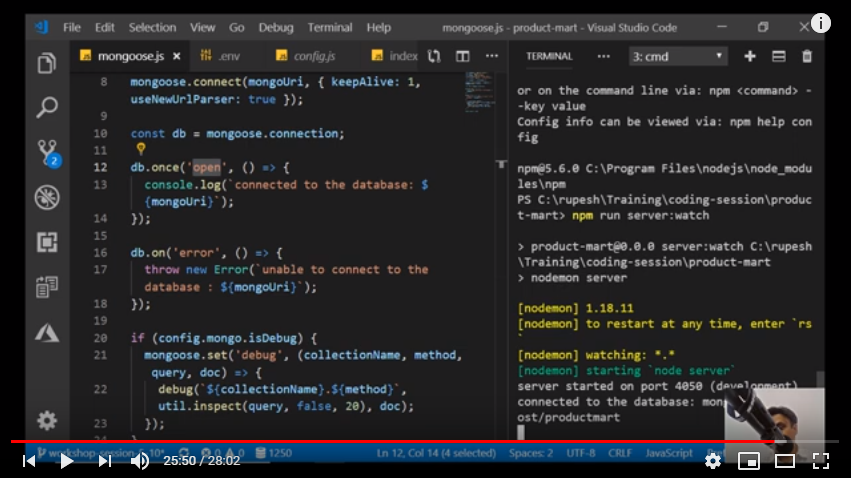 File Edit Selection View Go Debug Terminal Help
mongoose.js - product-mart - Visual Studio Code
mongoose.js
.env
config.js
index
8 mongoose.connect(mongoUri, { keepAlive: 1,
useNewUrlParser: true });
9
10 const db = mongoose.connection;
11
12 db.once('open', () => {
13 console.log(`connected to the database: $
{mongoUri}`);
14 });
15
16 db.on('error', () => {
17 throw new Error(`unable to connect to the
database : ${mongoUri}`);
18 });
19
20 if (config.mongo.isDebug) {
21 mongoose.set('debug', (collectionName, method,
query, doc) => {
22 debug(`${collectionName}.${method}`,
util.inspect(query, false, 20), doc);
23 });
TERMINAL
3: cmd
or on the command line via: npm <command> -
-key value
Config info can be viewed via: npm help con
fig
npm@5.6.0 C:\Program Files\nodejs\node_modu
les\npm
PS C:\rupesh\Training\coding-session\produc
t-mart> npm run server:watch
> product-mart@0.0.0 server:watch C:\rupesh
\Training\coding-session\product-mart
> nodemon server
[nodemon] 1.18.11
[nodemon] to restart at any time, enter `rs
`
[nodemon] watching: *.*
[nodemon] starting `node server`
server started on port 4050 (development)
connected to the database:
ost/productmart
2
Ln 12, Col 14 (4 selected) Spaces: 2 UTF-8 CRLF JavaScript
1250
25:50 / 28:02